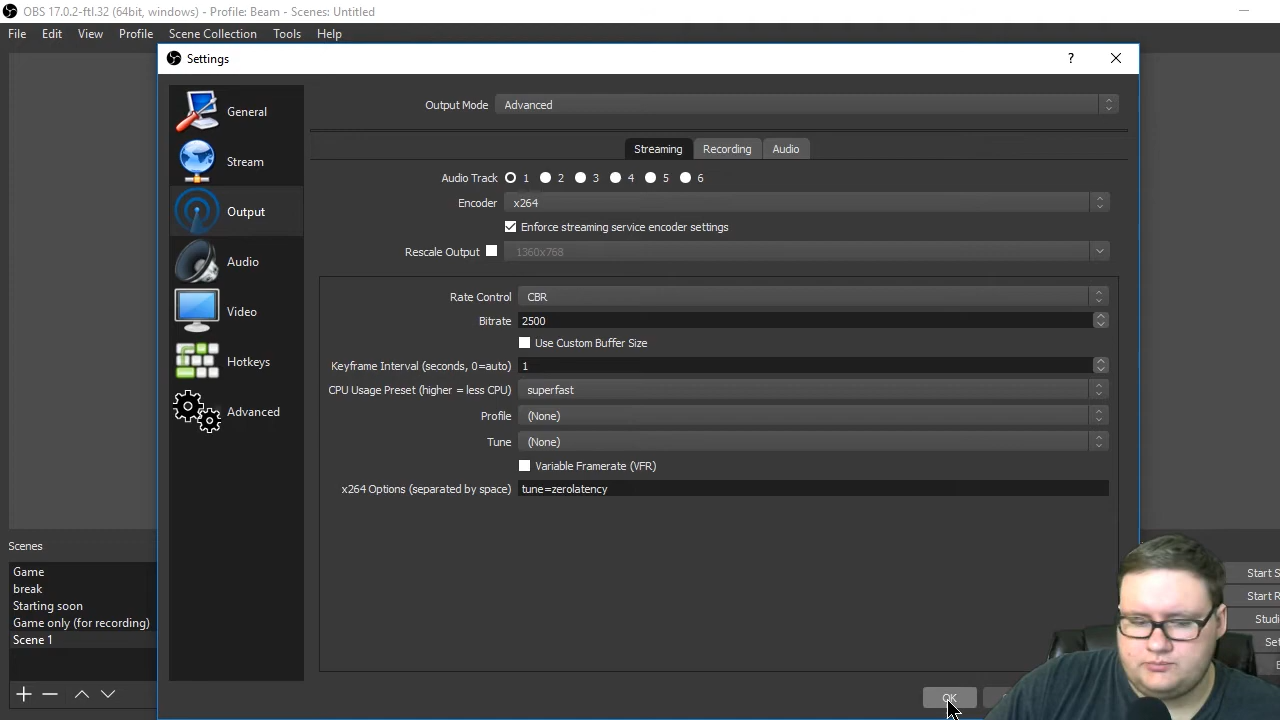 OBS 17.0.2-ftl.32 (64bit, windows) - Profile: Beam - Scenes: Untitled
File Edit View Profile Scene Collection Tools Help
Settings ?
General
Stream
Output
Audio
Video
Hotkeys
Advanced
Output Mode Advanced
Streaming Recording Audio
Audio Track 1 2 3 4 5 6
Encoder x264
Enforce streaming service encoder settings
Rescale Output 1360x768
Rate Control CBR
Bitrate 2500
Use Custom Buffer Size
Keyframe Interval (seconds, 0=auto) 1
CPU Usage Preset (higher = less CPU) superfast
Profile (None)
Tune (None)
Variable Framerate (VFR)
x264 Options (separated by space) tune=zerolatency
OK
Scenes
Game
break
Starting soon
Game only (for recording)
Scene 1
Start S
Start R
Studi
Set
E